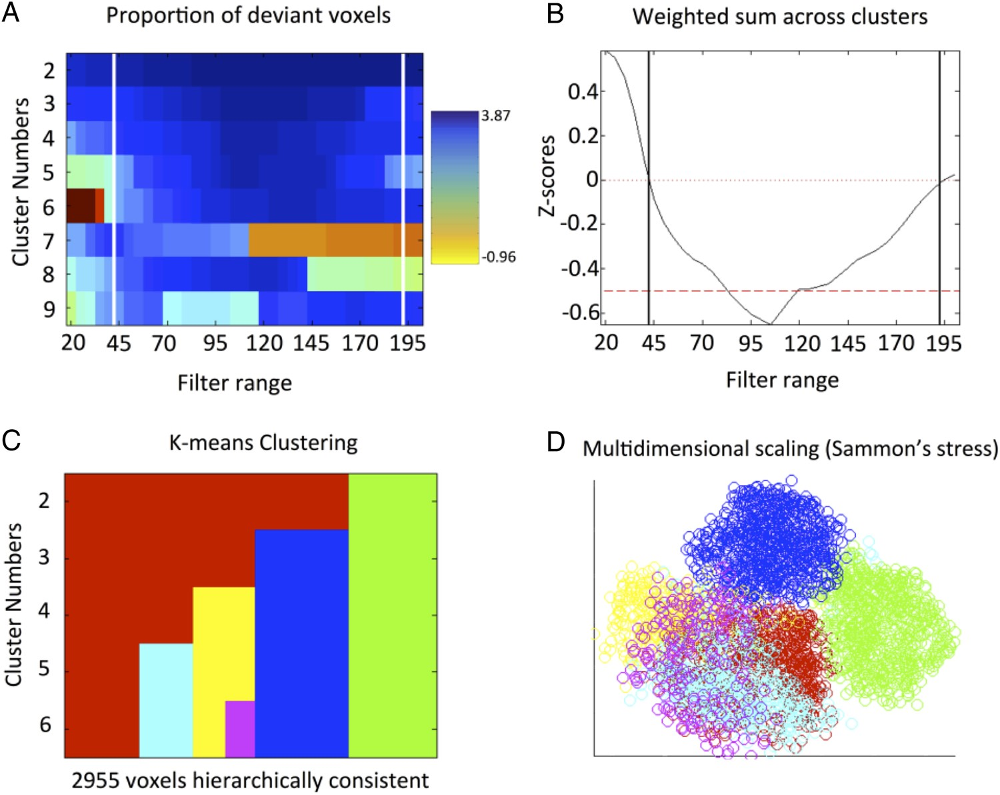 A
Proportion of deviant voxels
Cluster Numbers
2
3
4
5
6
7
8
9
20 45 70 95 120 145 170 195
Filter range
3.87
-0.96
B
Weighted sum across clusters
Z-scores
0.4
0.2
0
-0.2
-0.4
-0.6
20 45 70 95 120 145 170 195
Filter range
C
K-means Clustering
Cluster Numbers
2
3
4
5
6
2955 voxels hierarchically consistent
D
Multidimensional scaling (Sammon's stress)